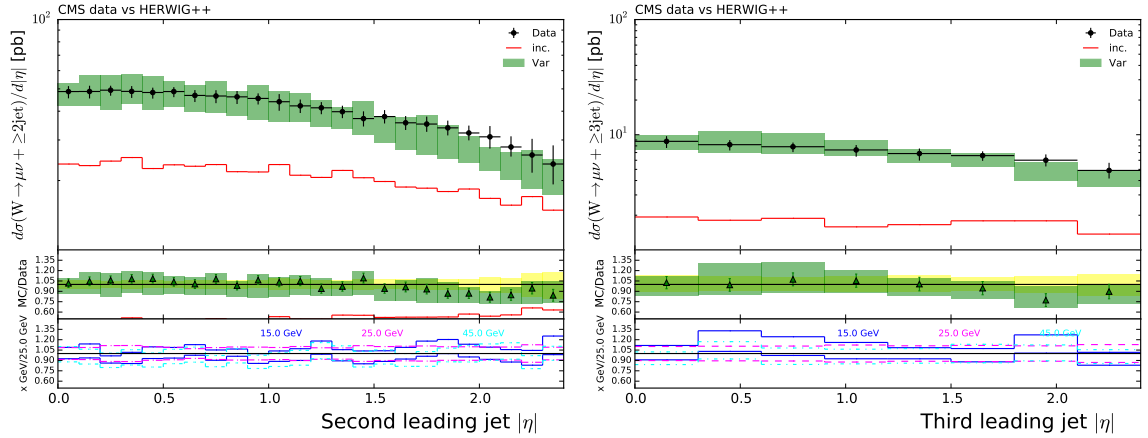 CMS data vs HERWIG++
dσ(W → μν + ≥2jet)/d|η| [pb]
10²
Data
inc.
Var
MC/Data
1.35
1.20
1.05
0.90
0.75
0.60
x GeV/25.0 GeV
1.35
1.20
1.05
0.90
0.75
0.60
15.0 GeV 25.0 GeV 45.0 GeV
0.0 0.5 1.0 1.5 2.0
Second leading jet |η|
CMS data vs HERWIG++
dσ(W → μν + ≥3jet)/d|η| [pb]
10²
10¹
Data
inc.
Var
MC/Data
1.35
1.20
1.05
0.90
0.75
0.60
x GeV/25.0 GeV
1.35
1.20
1.05
0.90
0.75
0.60
15.0 GeV 25.0 GeV 45.0 GeV
0.0 0.5 1.0 1.5 2.0
Third leading jet |η|